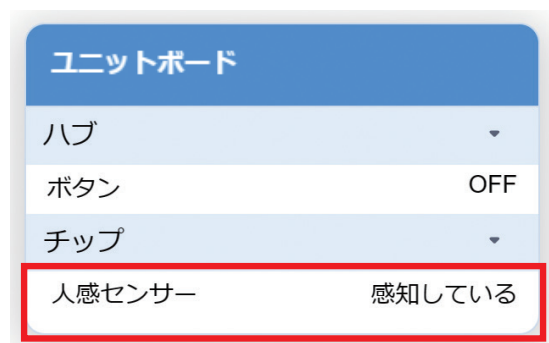 ユニットボード
ハブ
ボタン OFF
チップ
人感センサー 感知している